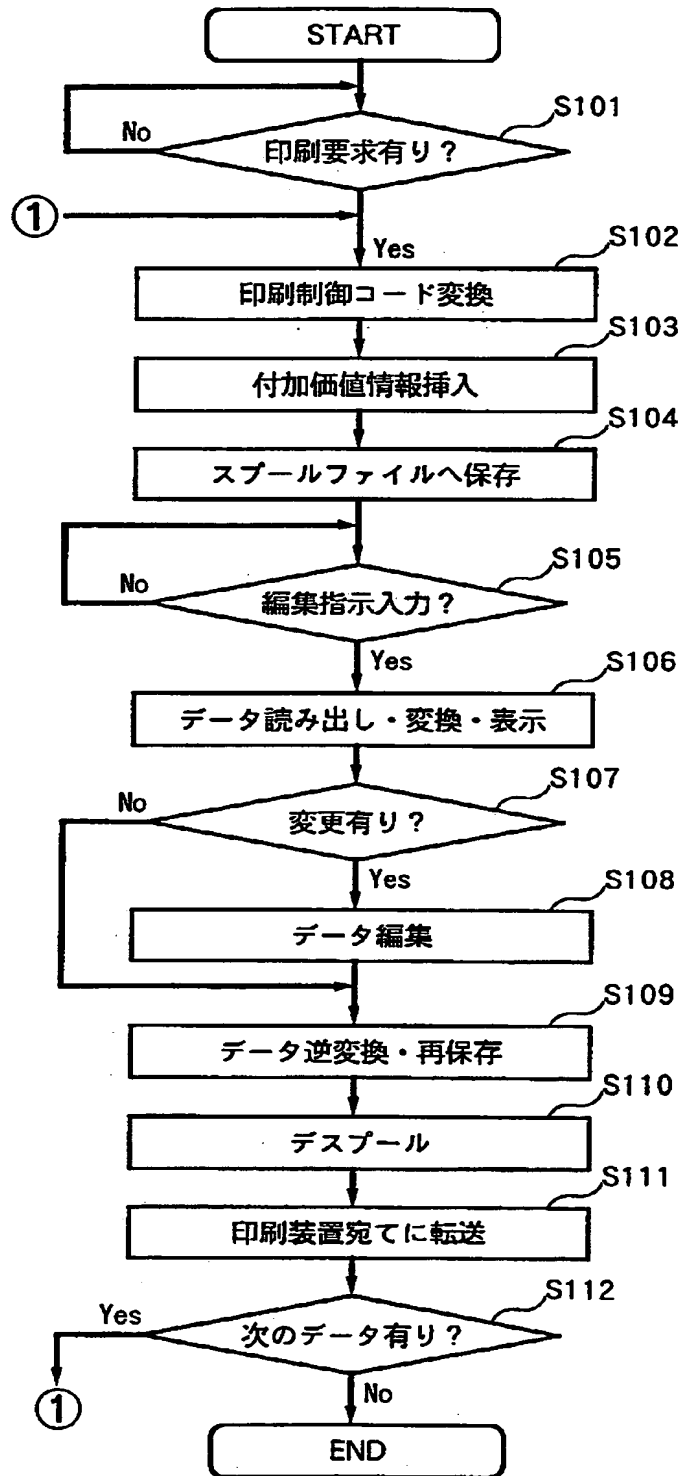 START
S101
No
印刷要求有り?
①
Yes
S102
印刷制御コード変換
S103
付加価値情報挿入
S104
スプールファイルへ保存
S105
No
編集指示入力?
Yes
S106
データ読み出し・変換・表示
S107
No
変更有り?
Yes
S108
データ編集
S109
データ逆変換・再保存
S110
デスプール
S111
印刷装置宛てに転送
S112
Yes
次のデータ有り?
①
No
END